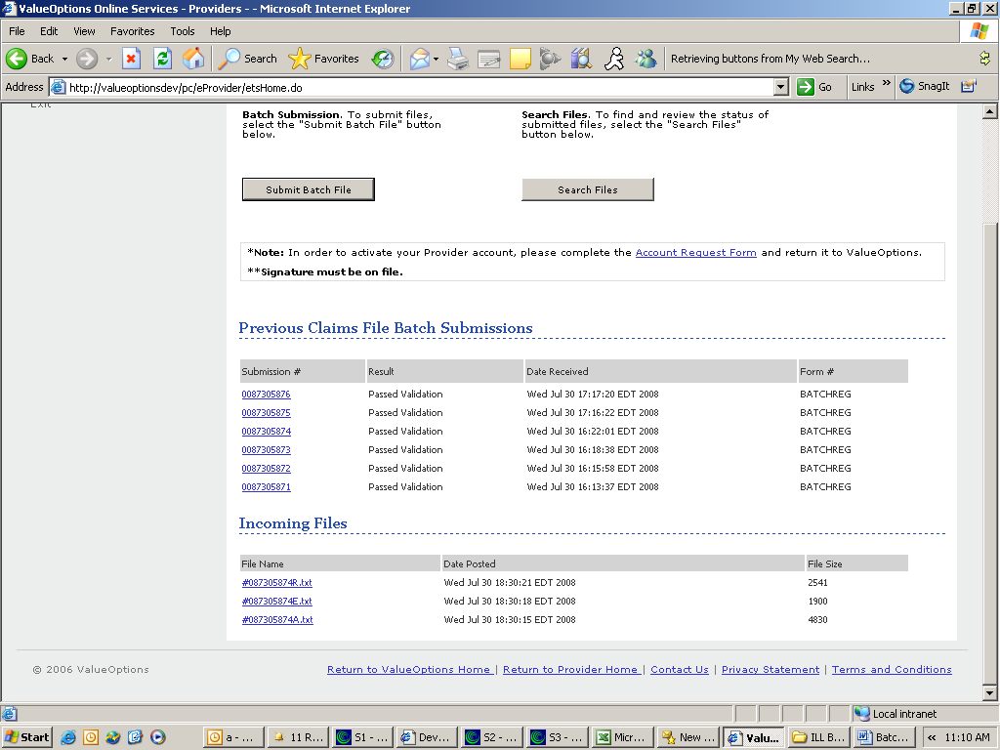 ValueOptions Online Services - Providers - - Microsoft Internet Explorer
File Edit View Favorites Tools Help
Back Search Favorites Retrieving buttons from My Web Search...
Address http://valueoptionsdev/pc/eProvider/etsHome.do Go Links » SnagIt
Exit
Batch Submission. To submit files, select the "Submit Batch File" button below.
Search Files. To find and review the status of submitted files, select the "Search Files" button below.
Submit Batch File Search Files
*Note: In order to activate your Provider account, please complete the Account Request Form and return it to ValueOptions.
**Signature must be on file.
Previous Claims File Batch Submissions
Submission # Result Date Received Form #
0087305876 Passed Validation Wed Jul 30 17:17:20 EDT 2008 BATCHREG
0087305875 Passed Validation Wed Jul 30 17:16:22 EDT 2008 BATCHREG
0087305874 Passed Validation Wed Jul 30 16:22:01 EDT 2008 BATCHREG
0087305873 Passed Validation Wed Jul 30 16:18:38 EDT 2008 BATCHREG
0087305872 Passed Validation Wed Jul 30 16:15:58 EDT 2008 BATCHREG
0087305871 Passed Validation Wed Jul 30 16:13:37 EDT 2008 BATCHREG
Incoming Files
File Name Date Posted File Size
#087305874R.txt Wed Jul 30 18:30:21 EDT 2008 2541
#087305874E.txt Wed Jul 30 18:30:18 EDT 2008 1900
#087305874A.txt Wed Jul 30 18:30:15 EDT 2008 4830
© 2006 ValueOptions Return to ValueOptions Home | Return to Provider Home | Contact Us | Privacy Statement | Terms and Conditions
Local intranet
Start a - ... 11 R... S1 - ... Dev... S2 - ... S3 - ... Micr... New ... Valu... ILL B... Batc... « 11:10 AM